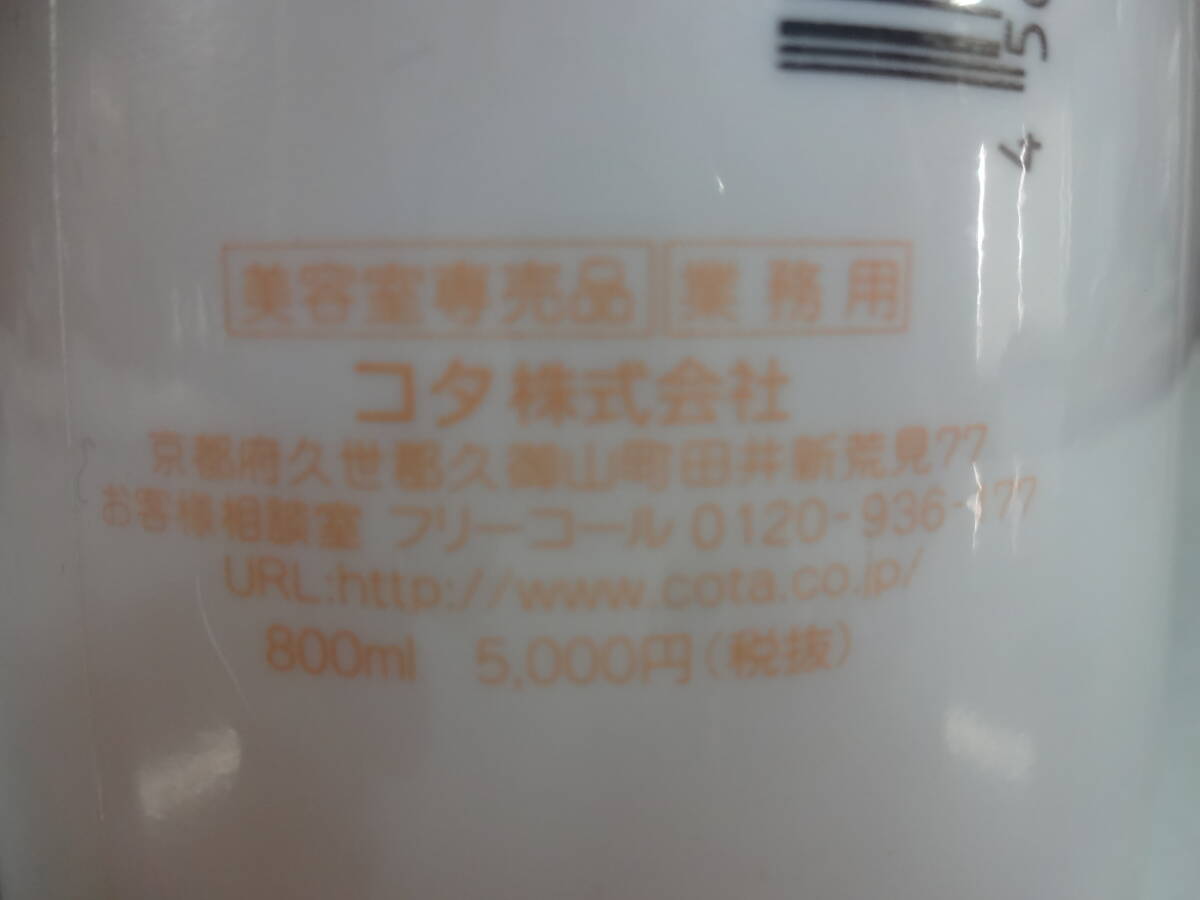 4 5
美容室専売品 業務用
コタ株式会社
京都府久世郡久御山町田井新荒見77
お客様相談室 フリーコール 0120-936-177
URL:http://www.cota.co.jp/
800ml 5,000円(税抜)